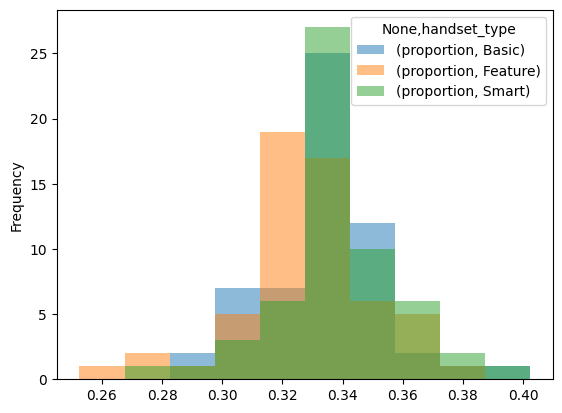 None,handset_type
(proportion, Basic)
(proportion, Feature)
(proportion, Smart)
Frequency
25
20
15
10
5
0
0.26 0.28 0.30 0.32 0.34 0.36 0.38 0.40